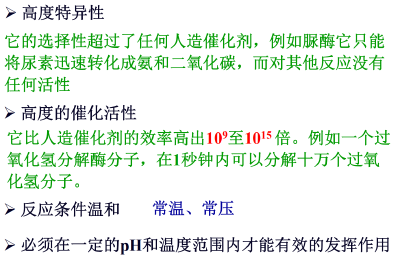 ➢ 高度特异性
它的选择性超过了任何人造催化剂，例如脲酶它只能
将尿素迅速转化成氨和二氧化碳，而对其他反应没有
任何活性
➢ 高度的催化活性
它比人造催化剂的效率高出10⁹至10¹⁵ 倍。例如一个过
氧化氢分解酶分子，在1秒钟内可以分解十万个过氧
化氢分子。
➢ 反应条件温和 常温、常压
➢ 必须在一定的pH和温度范围内才能有效的发挥作用